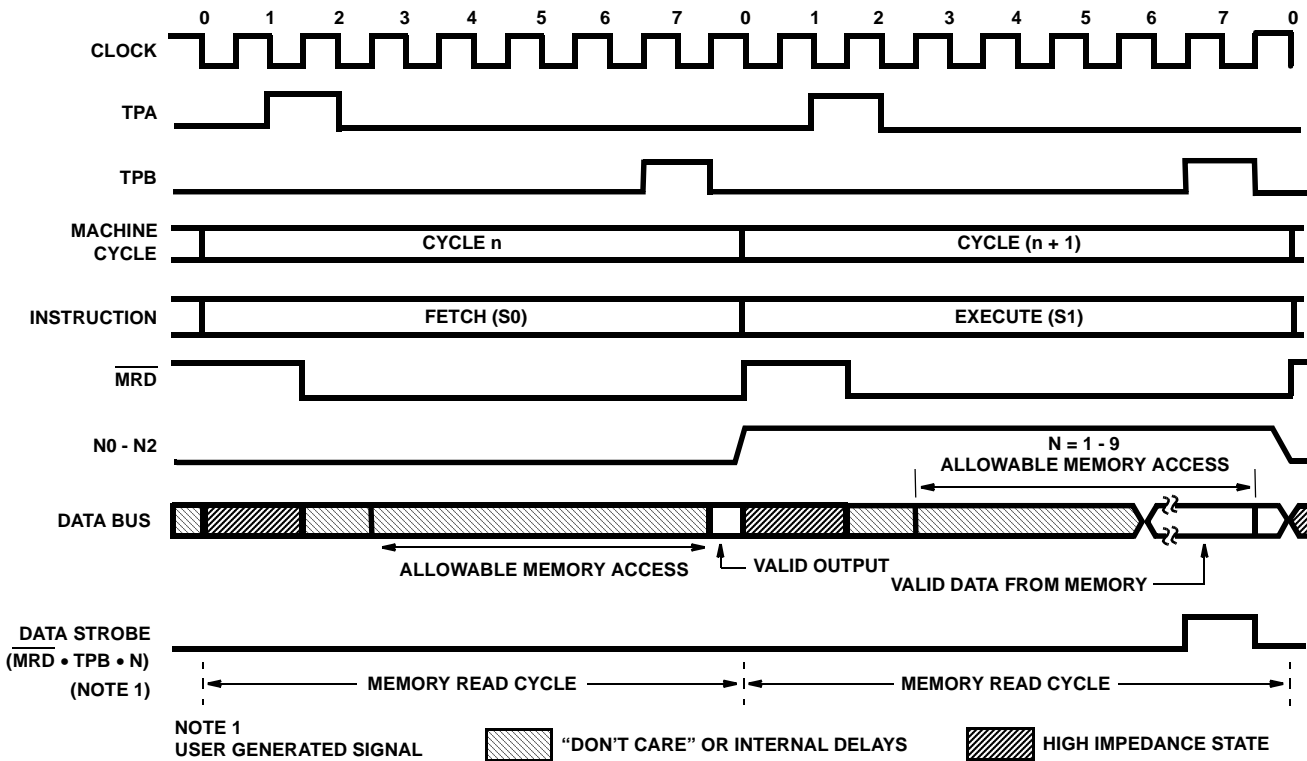 0 1 2 3 4 5 6 7 0 1 2 3 4 5 6 7 0
CLOCK
TPA
TPB
MACHINE
CYCLE
CYCLE n
CYCLE (n + 1)
INSTRUCTION
FETCH (S0)
EXECUTE (S1)
MRD
N0 - N2
N = 1 - 9
ALLOWABLE MEMORY ACCESS
DATA BUS
ALLOWABLE MEMORY ACCESS
VALID OUTPUT
VALID DATA FROM MEMORY
DATA STROBE
(MRD • TPB • N)
(NOTE 1)
MEMORY READ CYCLE
MEMORY READ CYCLE
NOTE 1
USER GENERATED SIGNAL
“DON'T CARE” OR INTERNAL DELAYS
HIGH IMPEDANCE STATE